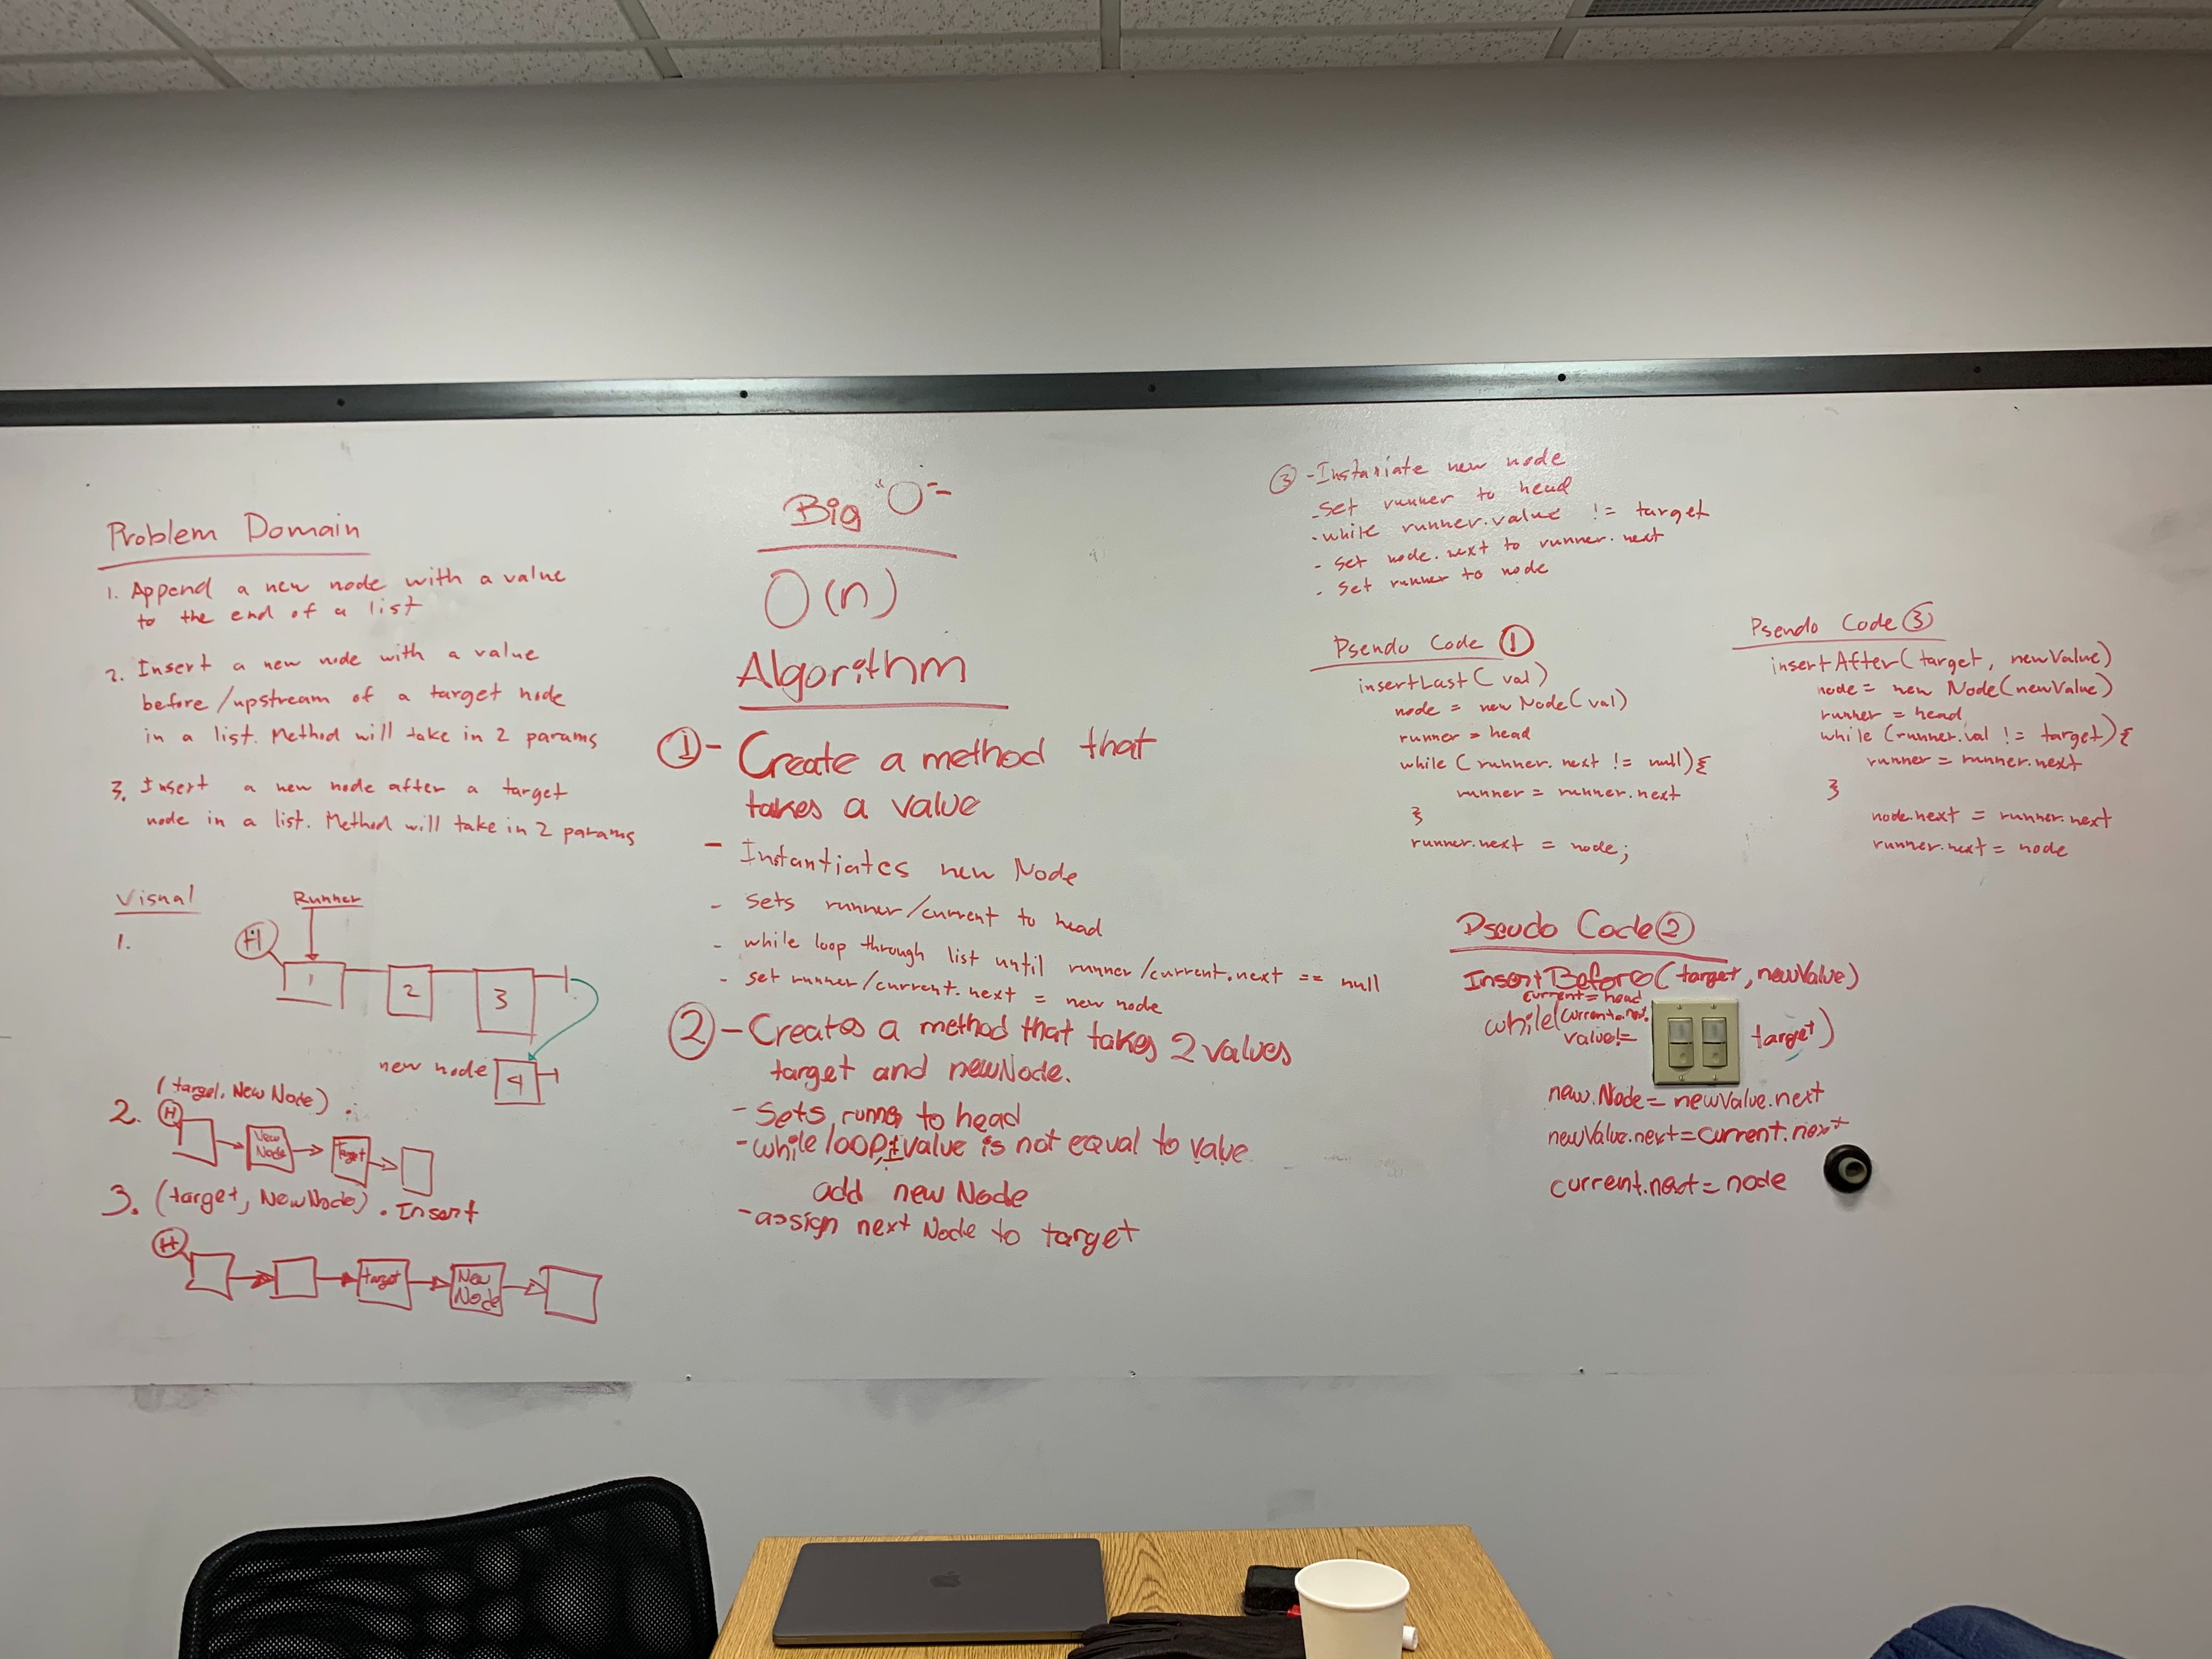 Problem Domain
1. Append a new node with a value
to the end of a list
2. Insert a new node with a value
before/upstream of a target node
in a list. Method will take in 2 params
3. Insert a new node after a target
node in a list. Method will take in 2 params
Visual
1.
Runner
H
1
2
3
new node
4
2. (target, New Node).
H
New
Node
Target
3. (target, NewNode). Insert
H
target
New
Node
Big "O"
O(n)
Algorithm
① - Create a method that
takes a value
- Instantiates new Node
- sets runner/current to head
- while loop through list until runner/current.next == null
- set runner/current.next = new node
② - Creates a method that takes 2 values
target and newNode.
- Sets runner to head
- while loop value is not equal to value
add new Node
- assign next Node to target
③ - Instaniate new node
- Set runner to head
- while runner.value != target
- Set node.next to runner.next
- Set runner to node
Psendo Code ①
insertLast(val)
node = new Node(val)
runner = head
while (runner.next != null){
runner = runner.next
}
runner.next = node;
Psendo Code ③
insertAfter(target, newValue)
node = new Node(newValue)
runner = head
while (runner.val != target){
runner = runner.next
}
node.next = runner.next
runner.next = node
Pseudo Code ②
InsertBefore(target, newValue)
current = head
while(
value != target)
new.Node = newValue.next
newValue.next = current.next
current.next = node